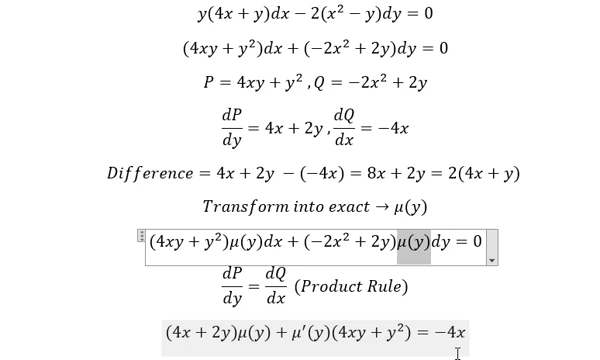 y(4x + y)dx − 2(x² − y)dy = 0
(4xy + y²)dx + (−2x² + 2y)dy = 0
P = 4xy + y² , Q = −2x² + 2y
dP/dy = 4x + 2y , dQ/dx = −4x
Difference = 4x + 2y − (−4x) = 8x + 2y = 2(4x + y)
Transform into exact → μ(y)
(4xy + y²)μ(y)dx + (−2x² + 2y)μ(y)dy = 0
dP/dy = dQ/dx (Product Rule)
(4x + 2y)μ(y) + μ′(y)(4xy + y²) = −4x